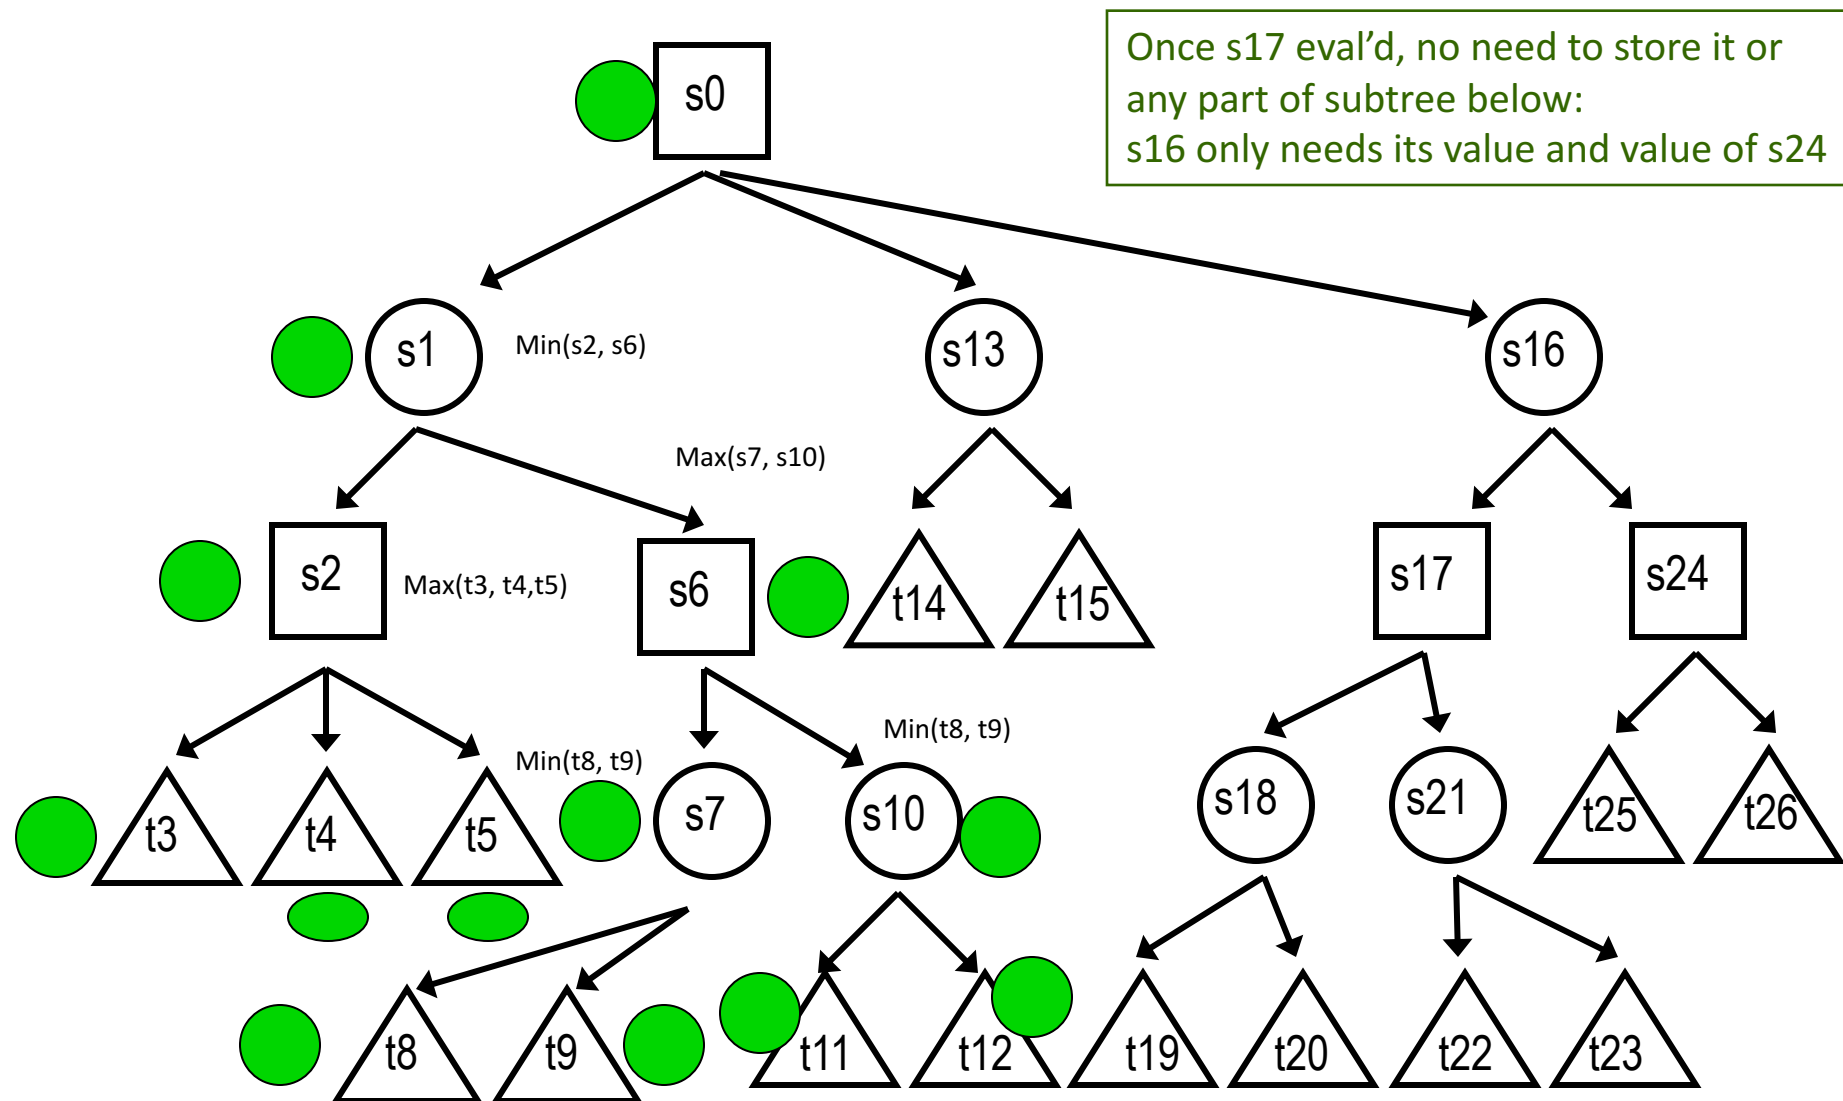 Once s17 eval’d, no need to store it or
any part of subtree below:
s16 only needs its value and value of s24
s0
s1
Min(s2, s6)
s13
s16
Max(s7, s10)
s2
Max(t3, t4,t5)
s6
t14
t15
s17
s24
Min(t8, t9)
Min(t8, t9)
t3
t4
t5
s7
s10
s18
s21
t25
t26
t8
t9
t11
t12
t19
t20
t22
t23